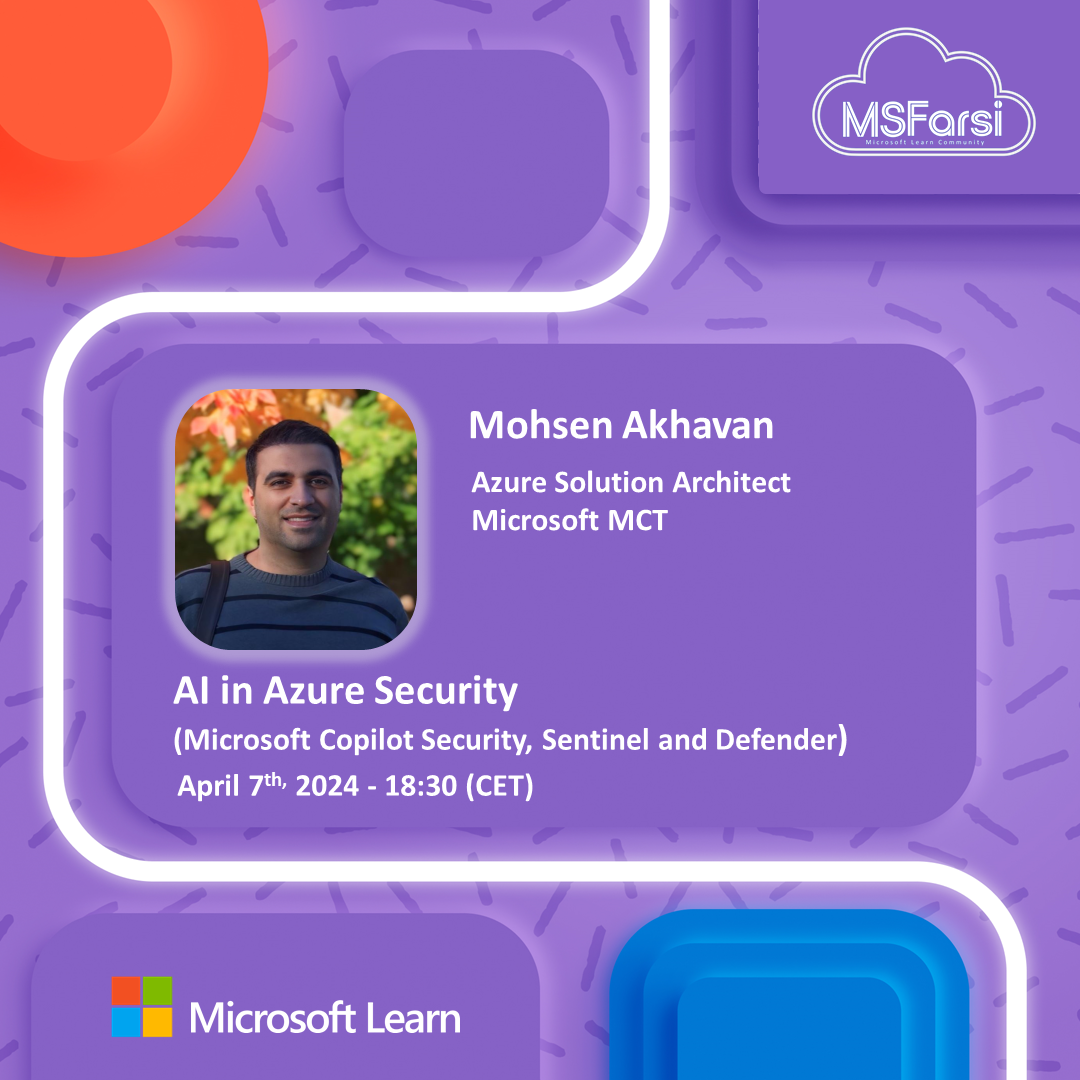 MSFarsi
Microsoft Learn Community
Mohsen Akhavan
Azure Solution Architect
Microsoft MCT
AI in Azure Security
(Microsoft Copilot Security, Sentinel and Defender)
April 7th, 2024 - 18:30 (CET)
Microsoft Learn